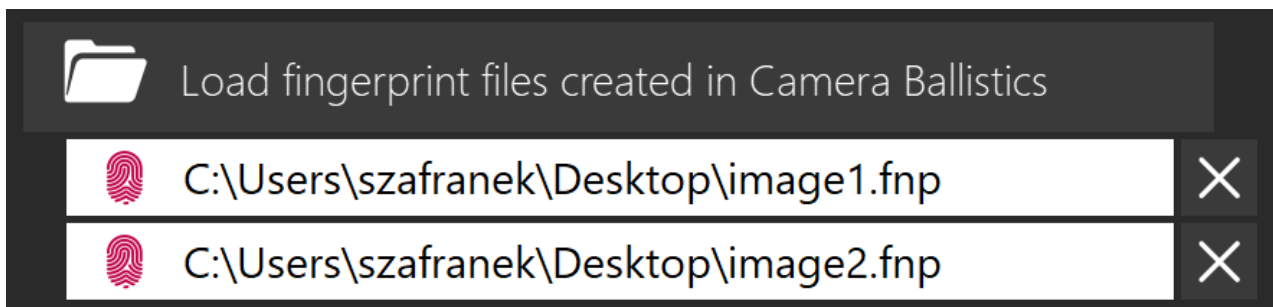 Load fingerprint files created in Camera Ballistics
C:\Users\szafranek\Desktop\image1.fnp
C:\Users\szafranek\Desktop\image2.fnp